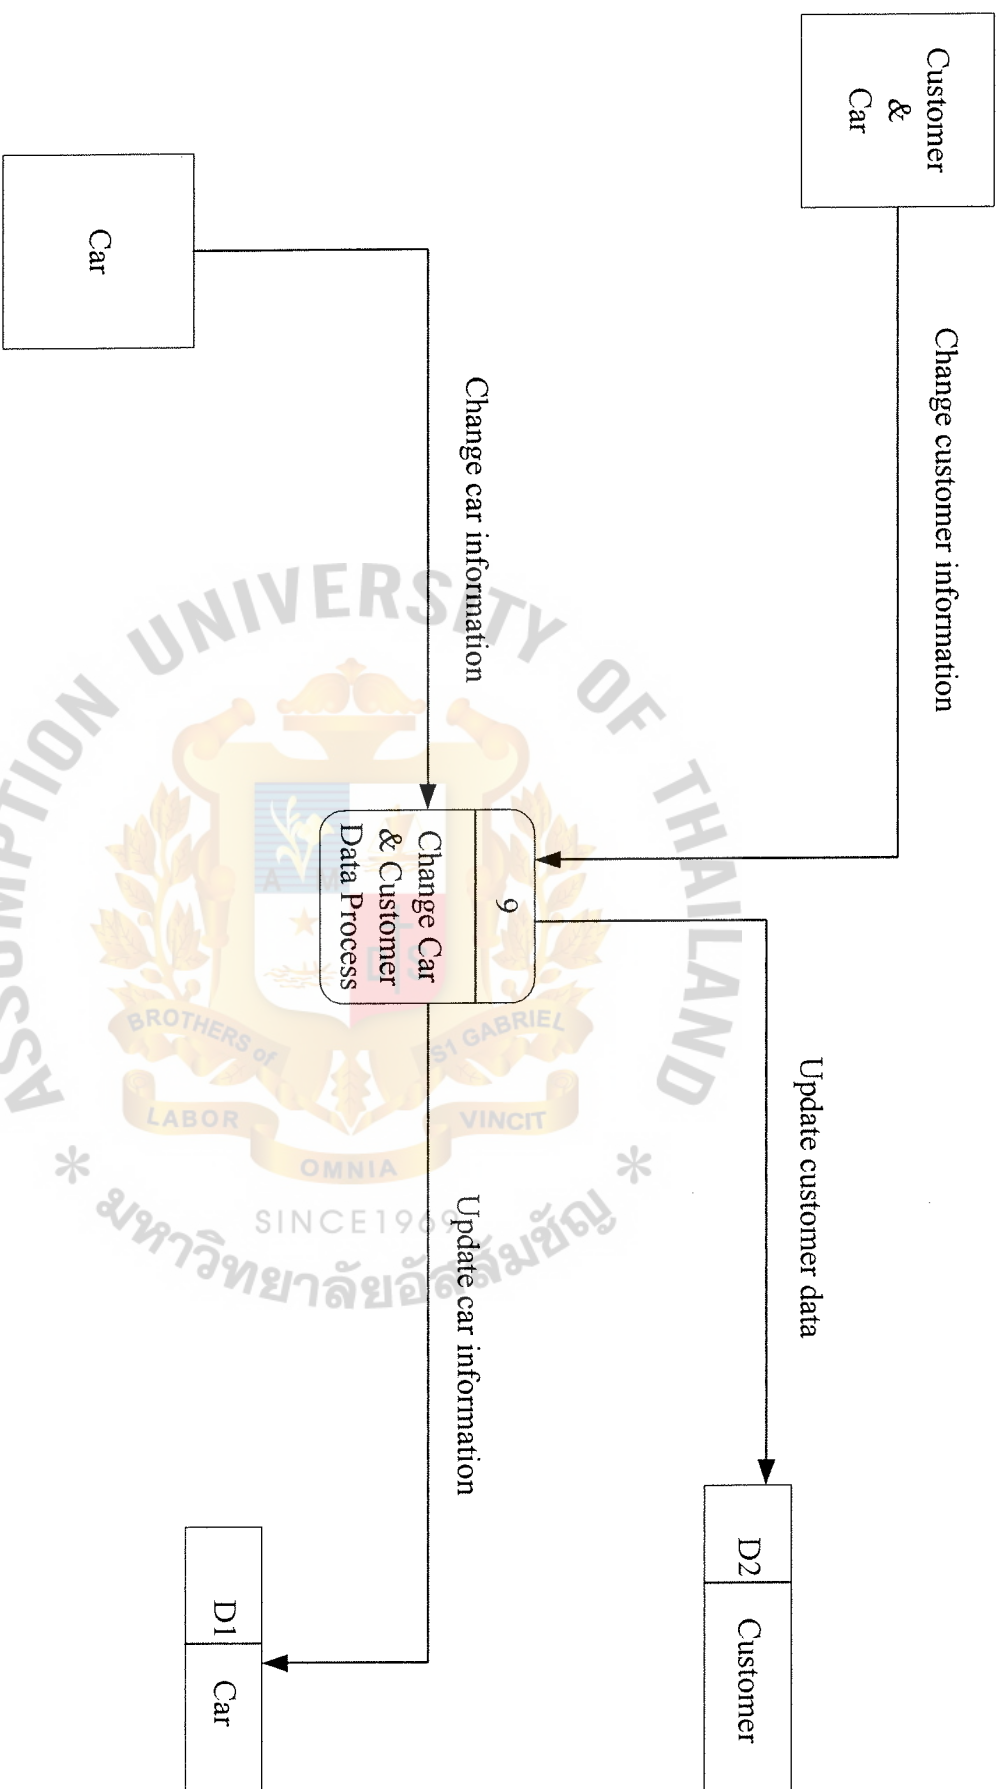 Customer
&
Car
Change customer information
Update customer data
D2
Customer
Car
Change car information
9
Change Car
& Customer
Data Process
Update car information
D1
Car
ASSUMPTION UNIVERSITY OF THAILAND
BROTHERS of
ST GABRIEL
LABOR
OMNIA
VINCIT
SINCE1969
มหาวิทยาลัยอัสสัมชัญ